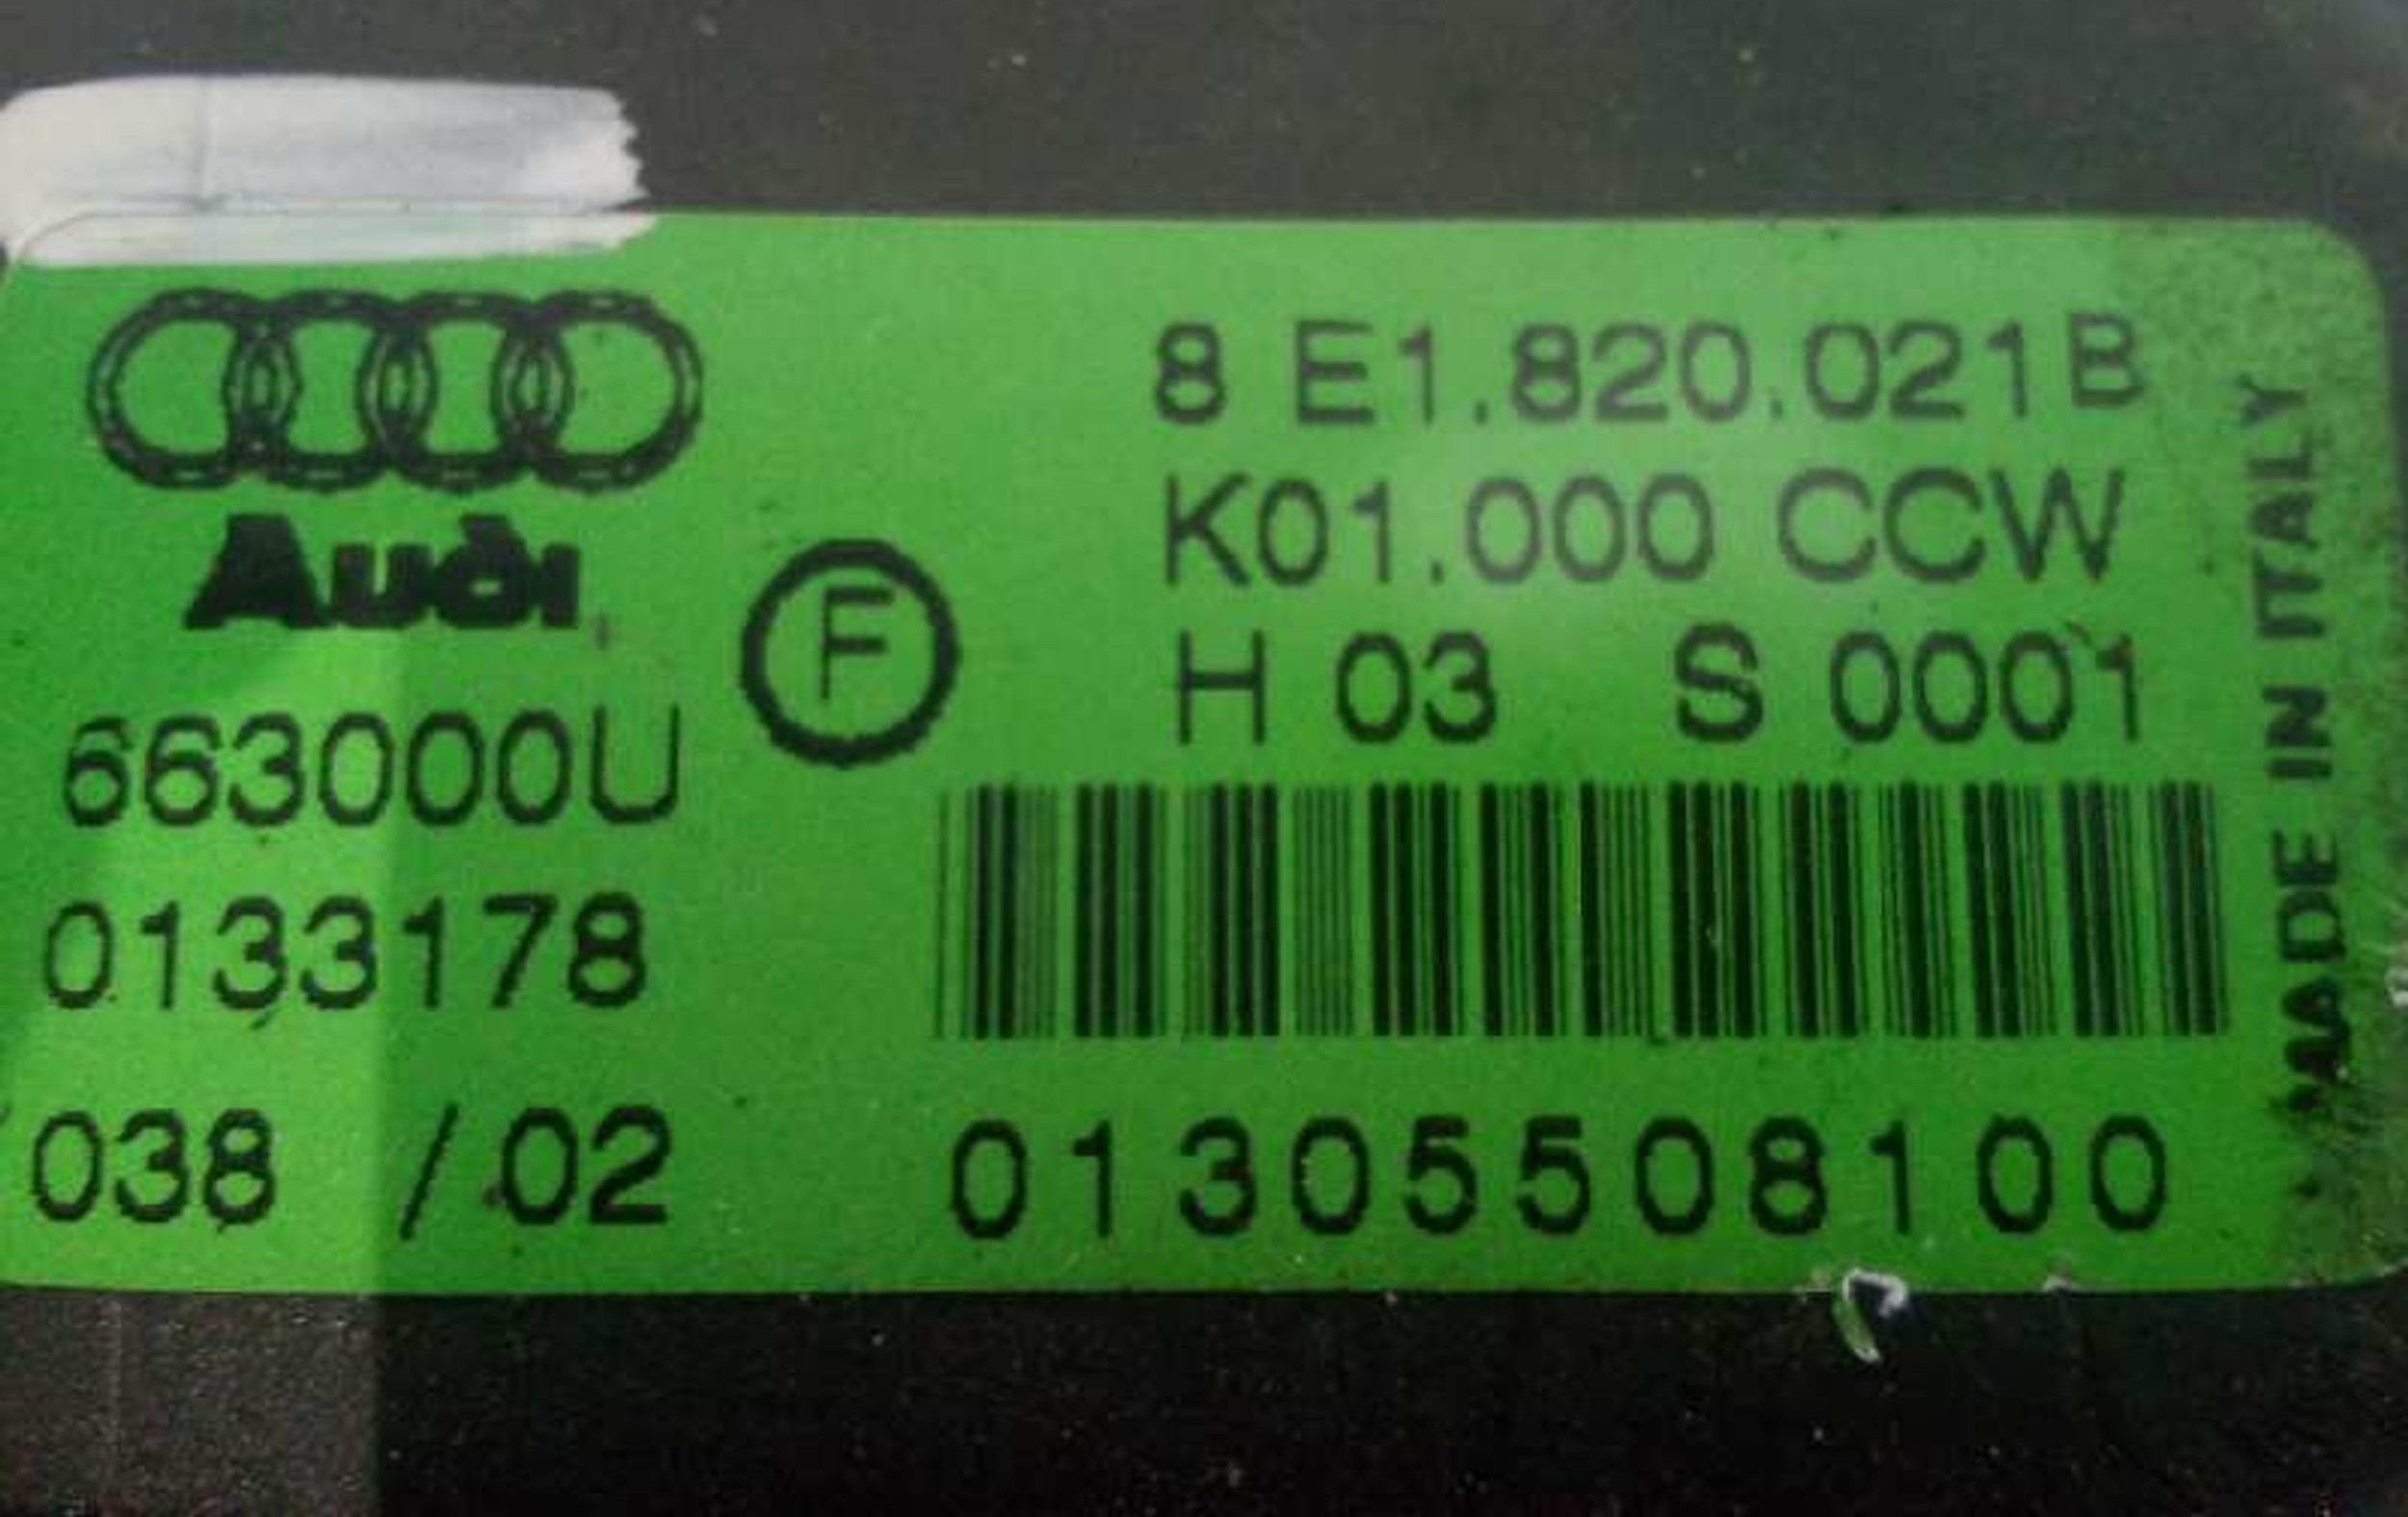 Audi
F
8 E1.820.021B
K01.000 CCW
H 03 S 0001
663000U
0133178
038 /02
01305508100
MADE IN ITALY